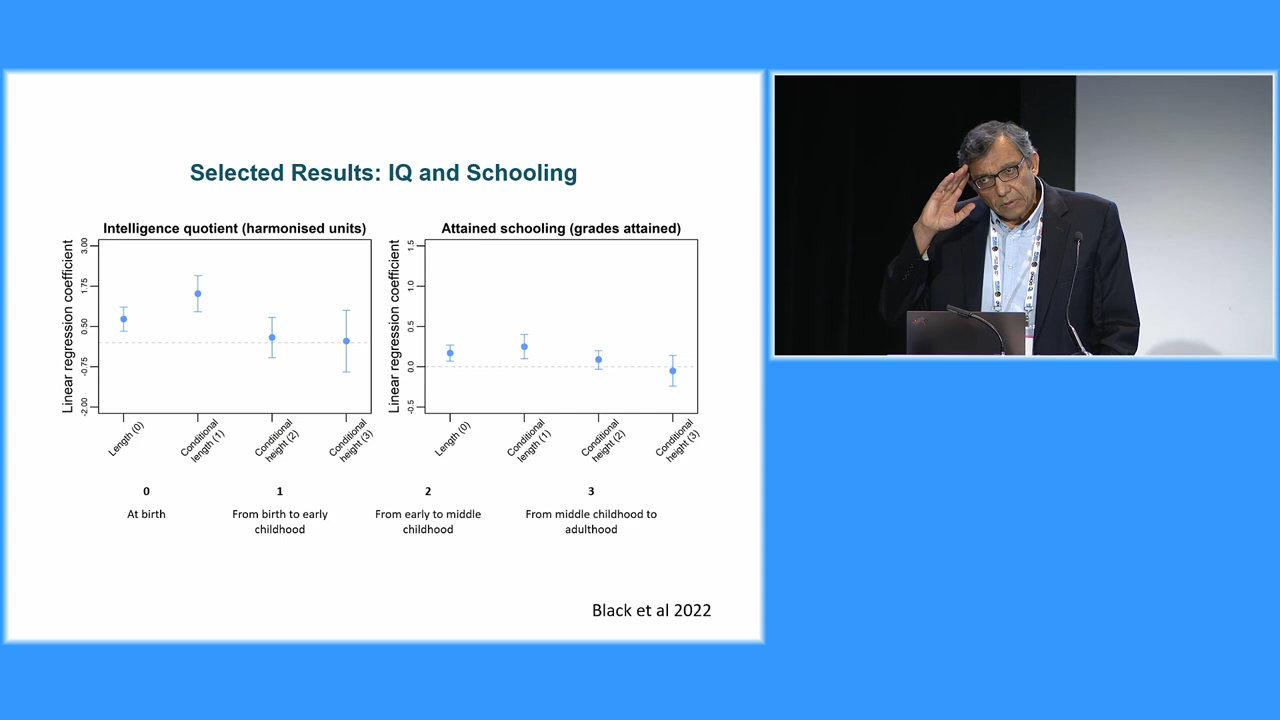 Selected Results: IQ and Schooling
Intelligence quotient (harmonised units)
Linear regression coefficient
3.00
1.75
0.50
-0.75
-2.00
Length (0)
Conditional
length (1)
Conditional
height (2)
Conditional
height (3)
Attained schooling (grades attained)
Linear regression coefficient
1.5
1.0
0.5
0.0
-0.5
Length (0)
Conditional
length (1)
Conditional
height (2)
Conditional
height (3)
0
At birth
1
From birth to early
childhood
2
From early to middle
childhood
3
From middle childhood to
adulthood
Black et al 2022